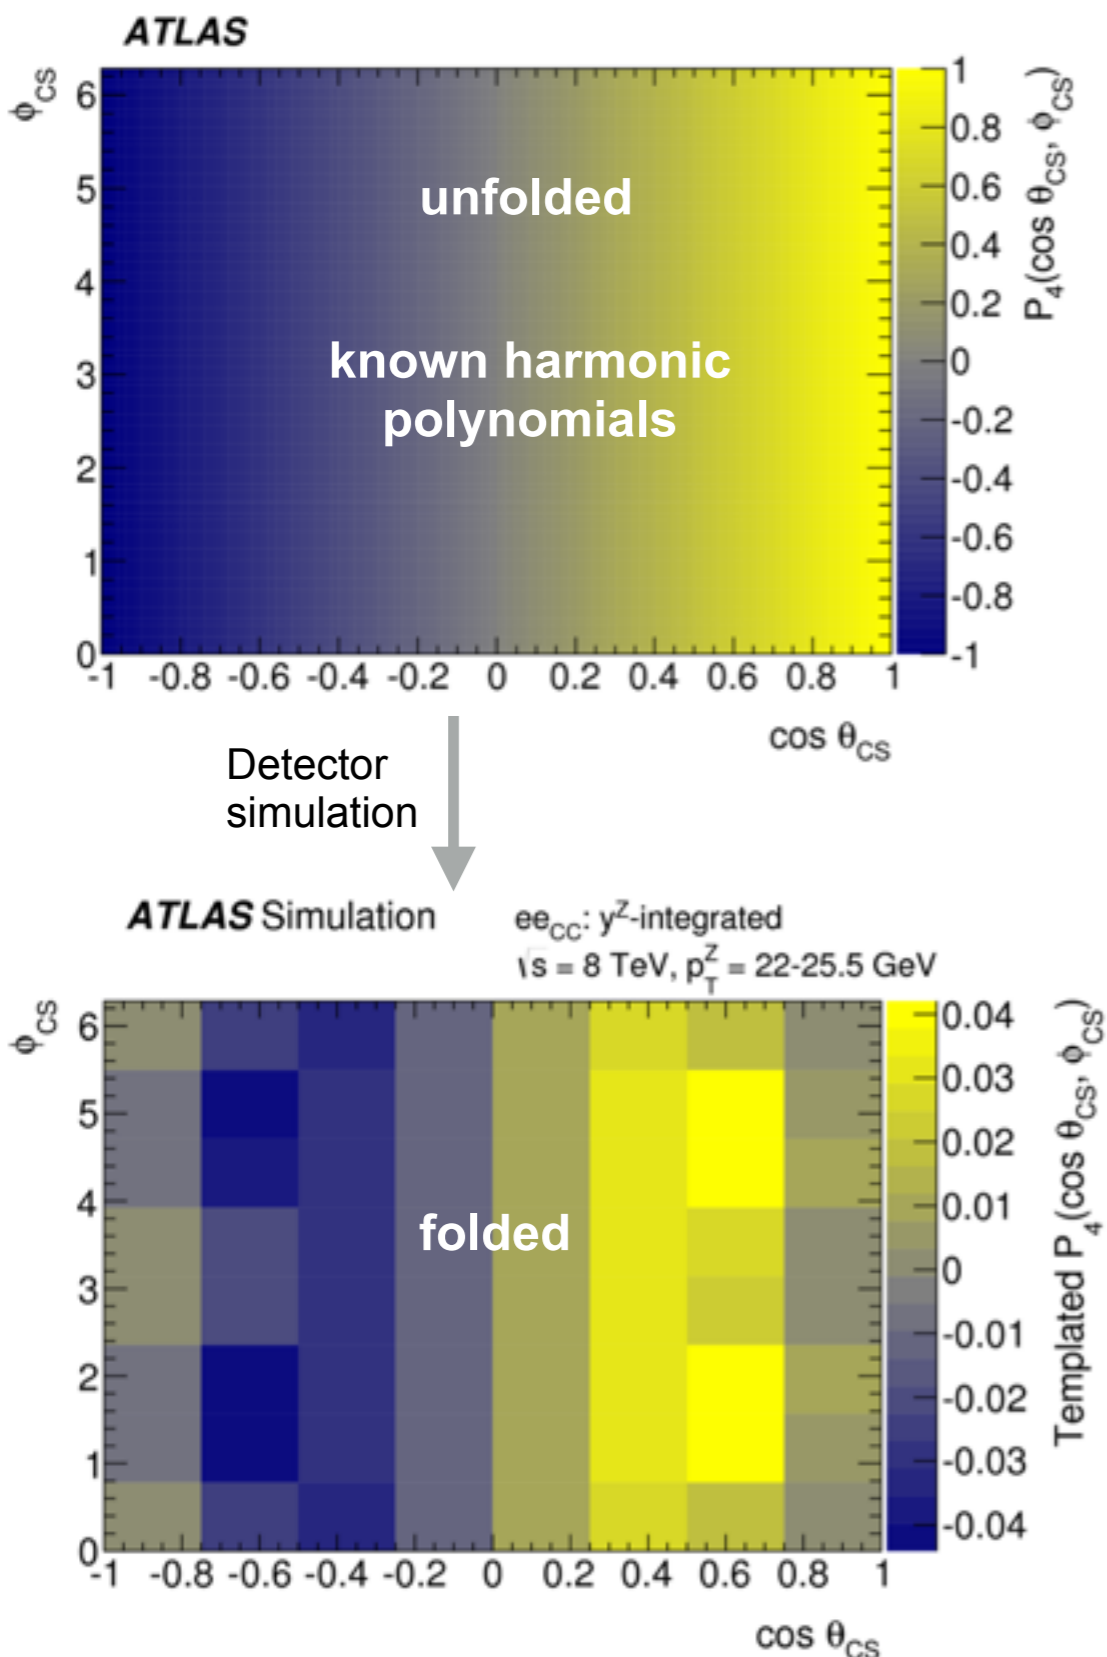 ATLAS
ϕCS
6
5
4
3
2
1
0
unfolded
known harmonic
polynomials
-1 -0.8 -0.6 -0.4 -0.2 0 0.2 0.4 0.6 0.8 1
cos θCS
1
0.8
0.6
0.4
0.2
0
-0.2
-0.4
-0.6
-0.8
-1
P4(cos θCS, ϕCS)
Detector
simulation
ATLAS Simulation
eeCC: yZ-integrated
√s = 8 TeV, pTZ = 22-25.5 GeV
ϕCS
6
5
4
3
2
1
0
folded
-1 -0.8 -0.6 -0.4 -0.2 0 0.2 0.4 0.6 0.8 1
cos θCS
0.04
0.03
0.02
0.01
0
-0.01
-0.02
-0.03
-0.04
Templated P4(cos θCS, ϕCS)